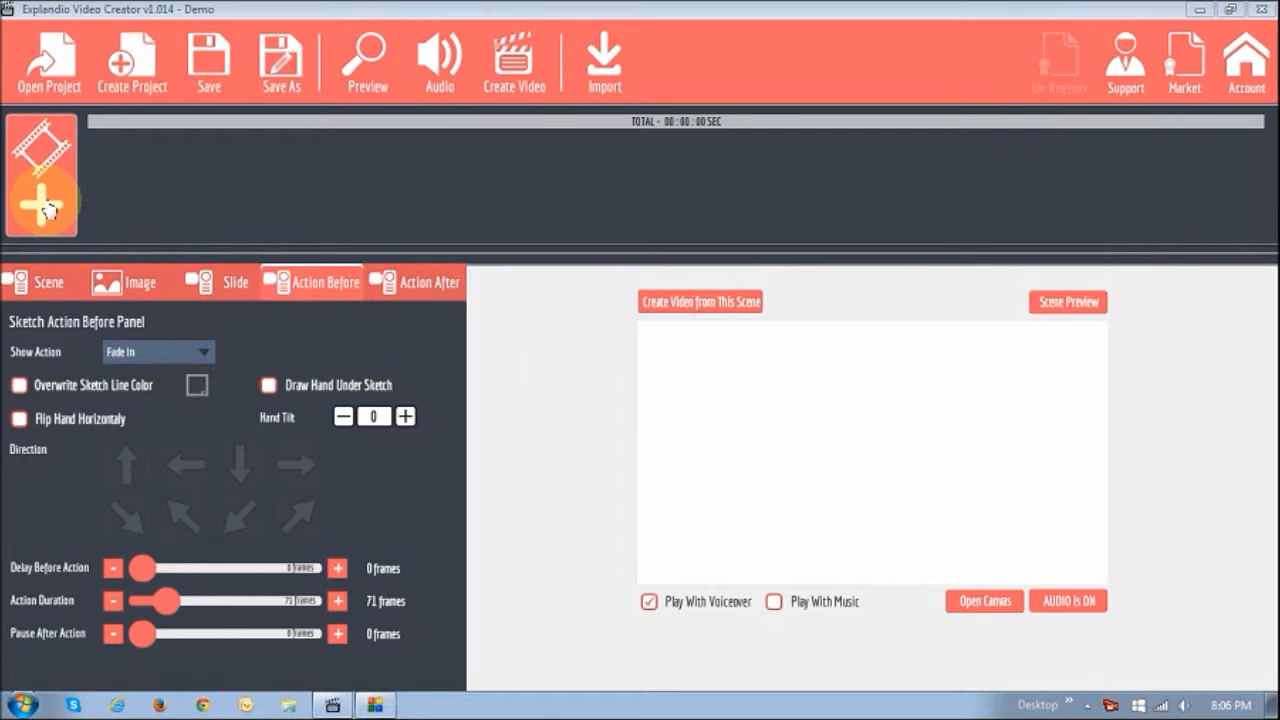 Explandio Video Creator v1.014 - Demo
Open Project Create Project Save Save As Preview Audio Create Video Import Un-Register Support Market Account
TOTAL - 00 : 00 : 00 SEC
Scene Image Slide Action Before Action After
Sketch Action Before Panel
Show Action Fade In
Overwrite Sketch Line Color Draw Hand Under Sketch
Flip Hand Horizontaly Hand Tilt 0
Direction
Delay Before Action 0 frames 0 frames
Action Duration 71 frames 71 frames
Pause After Action 0 frames 0 frames
Create Video from This Scene Scene Preview
Play With Voiceover Play With Music Open Canvas AUDIO is ON
Desktop 8:06 PM